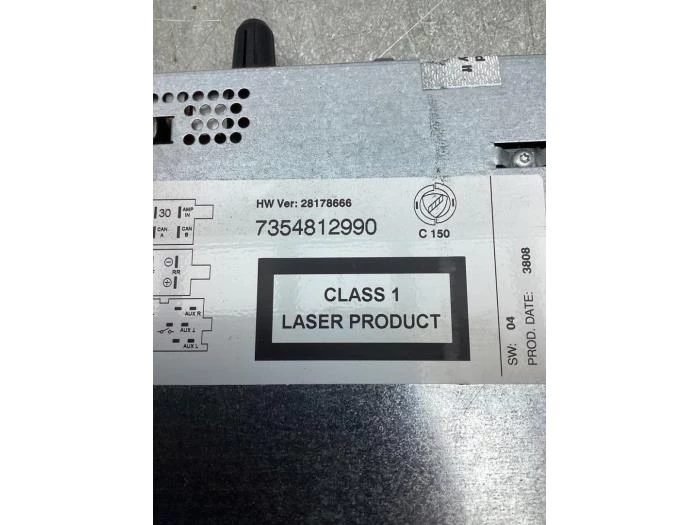 HW Ver: 28178666
7354812990
C 150
CLASS 1
LASER PRODUCT
SW: 04
PROD. DATE: 3808
30
AMP IN
CAN A
CAN B
RR
AUX R
AUX T
AUX L